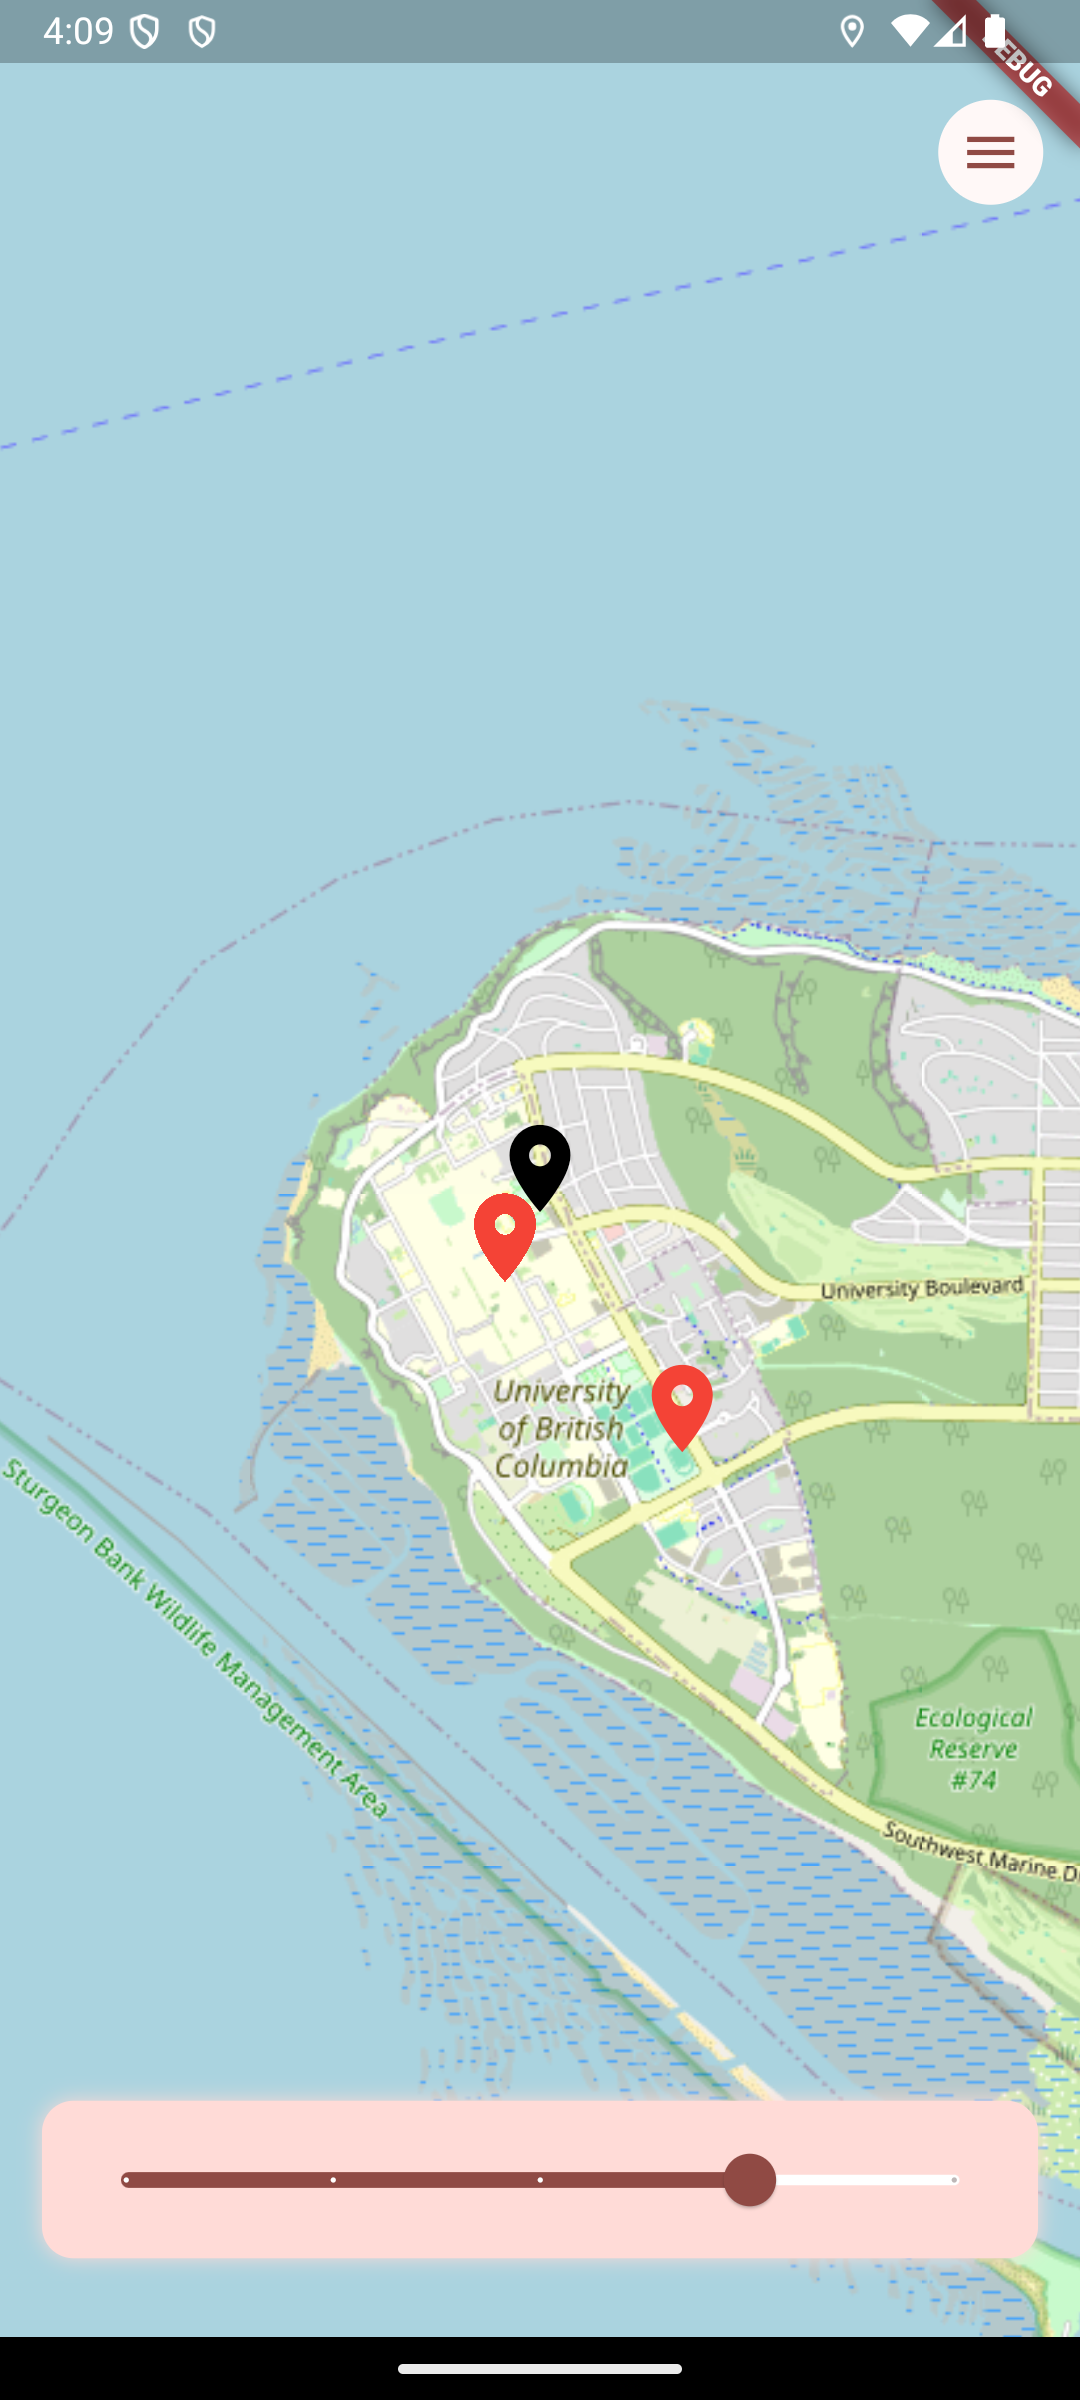 4:09
EBUG
University Boulevard
University
of British
Columbia
Sturgeon Bank Wildlife Management Area
Ecological
Reserve
#74
Southwest Marine D